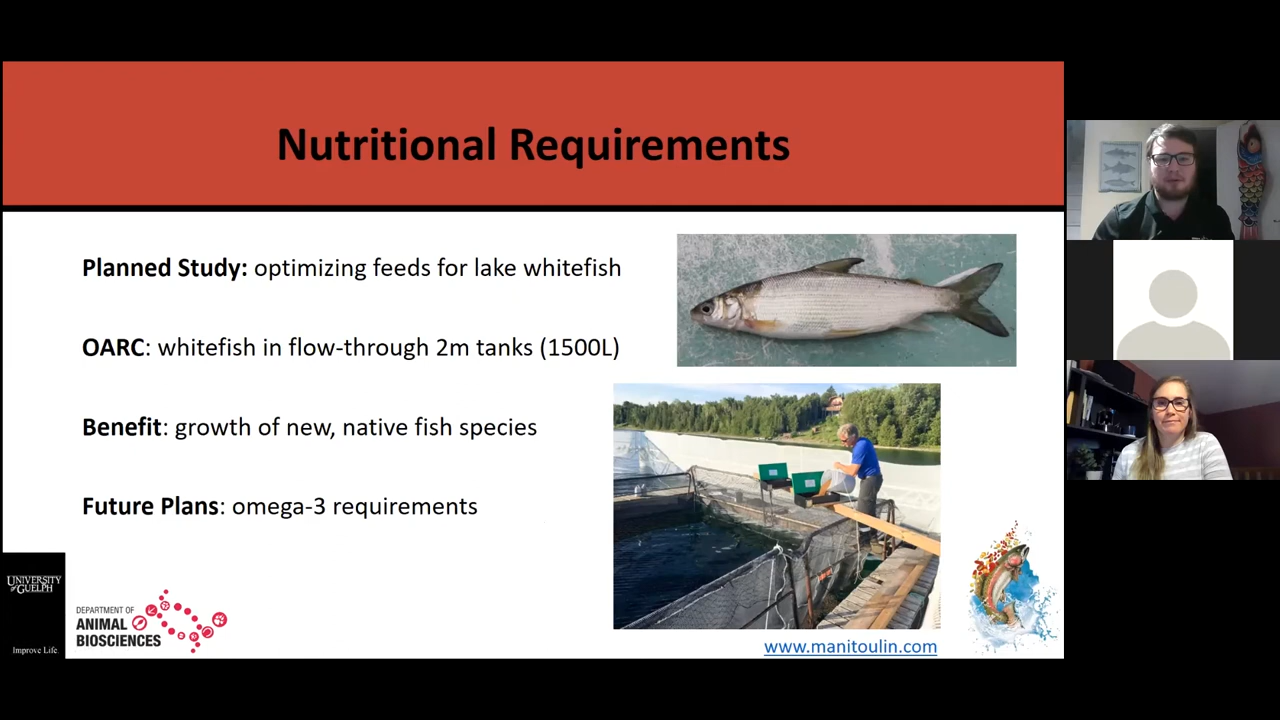 Nutritional Requirements
Planned Study: optimizing feeds for lake whitefish
OARC: whitefish in flow-through 2m tanks (1500L)
Benefit: growth of new, native fish species
Future Plans: omega-3 requirements
UNIVERSITY
OF GUELPH
Improve Life.
DEPARTMENT OF
ANIMAL
BIOSCIENCES
www.manitoulin.com